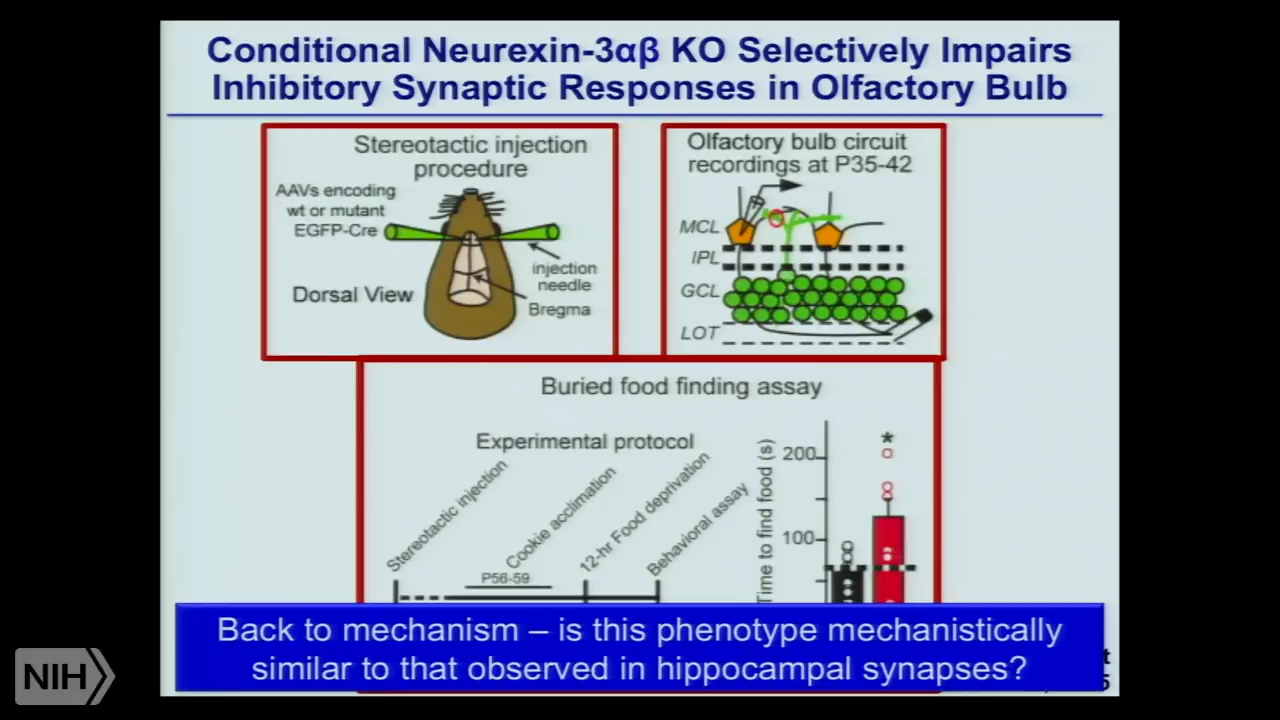 Conditional Neurexin-3αβ KO Selectively Impairs
Inhibitory Synaptic Responses in Olfactory Bulb
Stereotactic injection
procedure
AAVs encoding
wt or mutant
EGFP-Cre
injection
needle
Dorsal View
Bregma
Olfactory bulb circuit
recordings at P35-42
MCL
IPL
GCL
LOT
Buried food finding assay
Experimental protocol
Stereotactic injection
Cookie acclimation
12-hr Food deprivation
Behavioral assay
P56-59
Time to find food (s)
200
100
*
Back to mechanism – is this phenotype mechanistically
similar to that observed in hippocampal synapses?
NIH